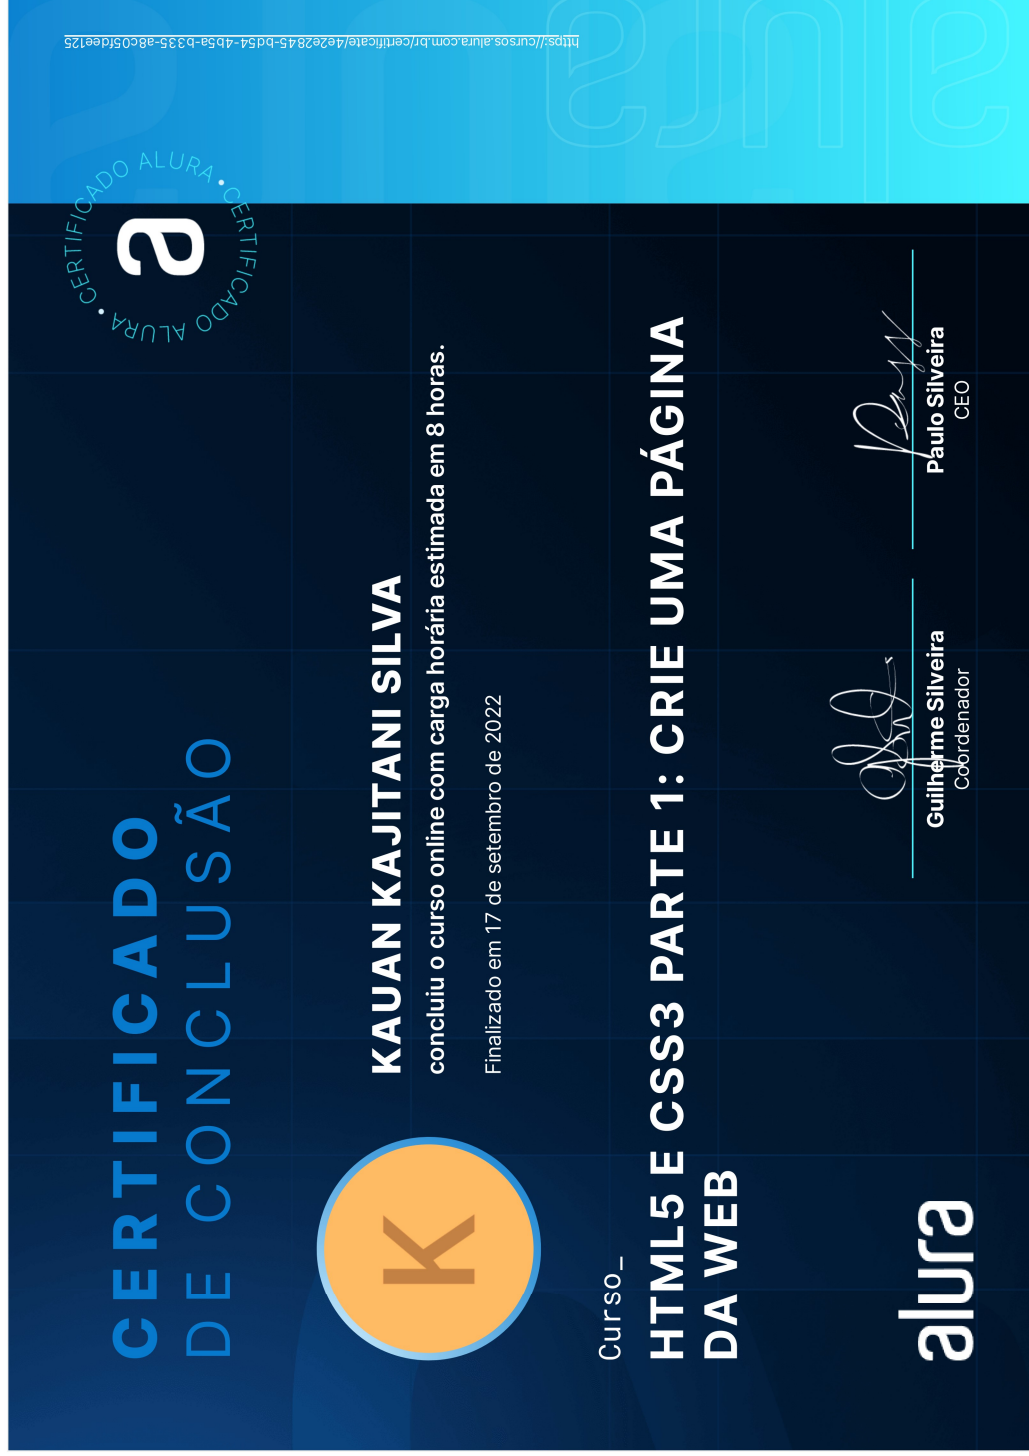 CERTIFICADO
DE CONCLUSÃO
• CERTIFICADO ALURA • CERTIFICADO ALURA
a
https://cursos.alura.com.br/certificate/4e2e2845-bd54-4b5a-b335-a8c05fdee125
K
KAUAN KAJITANI SILVA
concluiu o curso online com carga horária estimada em 8 horas.
Finalizado em 17 de setembro de 2022
Curso_
HTML5 E CSS3 PARTE 1: CRIE UMA PÁGINA
DA WEB
alura
Guilherme Silveira
Coordenador
Paulo Silveira
CEO